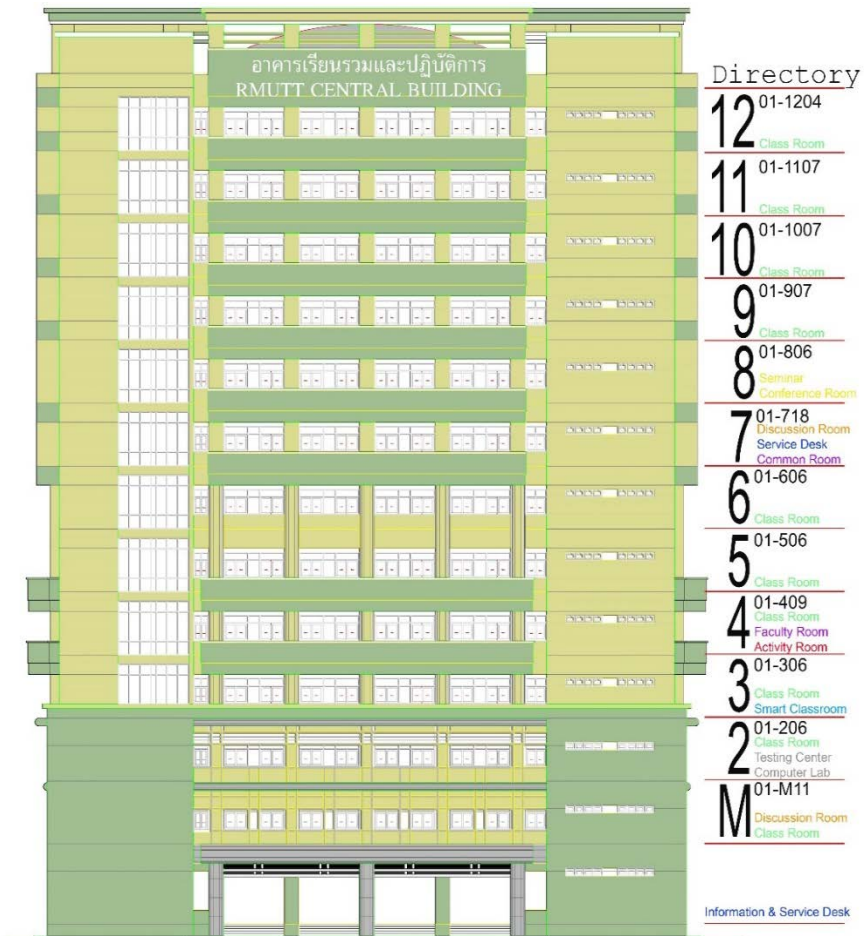 อาคารเรียนรวมและปฏิบัติการ
RMUTT CENTRAL BUILDING
Directory
12
01-1204
Class Room
11
01-1107
Class Room
10
01-1007
Class Room
9
01-907
Class Room
8
01-806
Seminar
Conference Room
7
01-718
Discussion Room
Service Desk
Common Room
6
01-606
Class Room
5
01-506
Class Room
4
01-409
Class Room
Faculty Room
Activity Room
3
01-306
Class Room
Smart Classroom
2
01-206
Class Room
Testing Center
Computer Lab
M
01-M11
Discussion Room
Class Room
Information & Service Desk